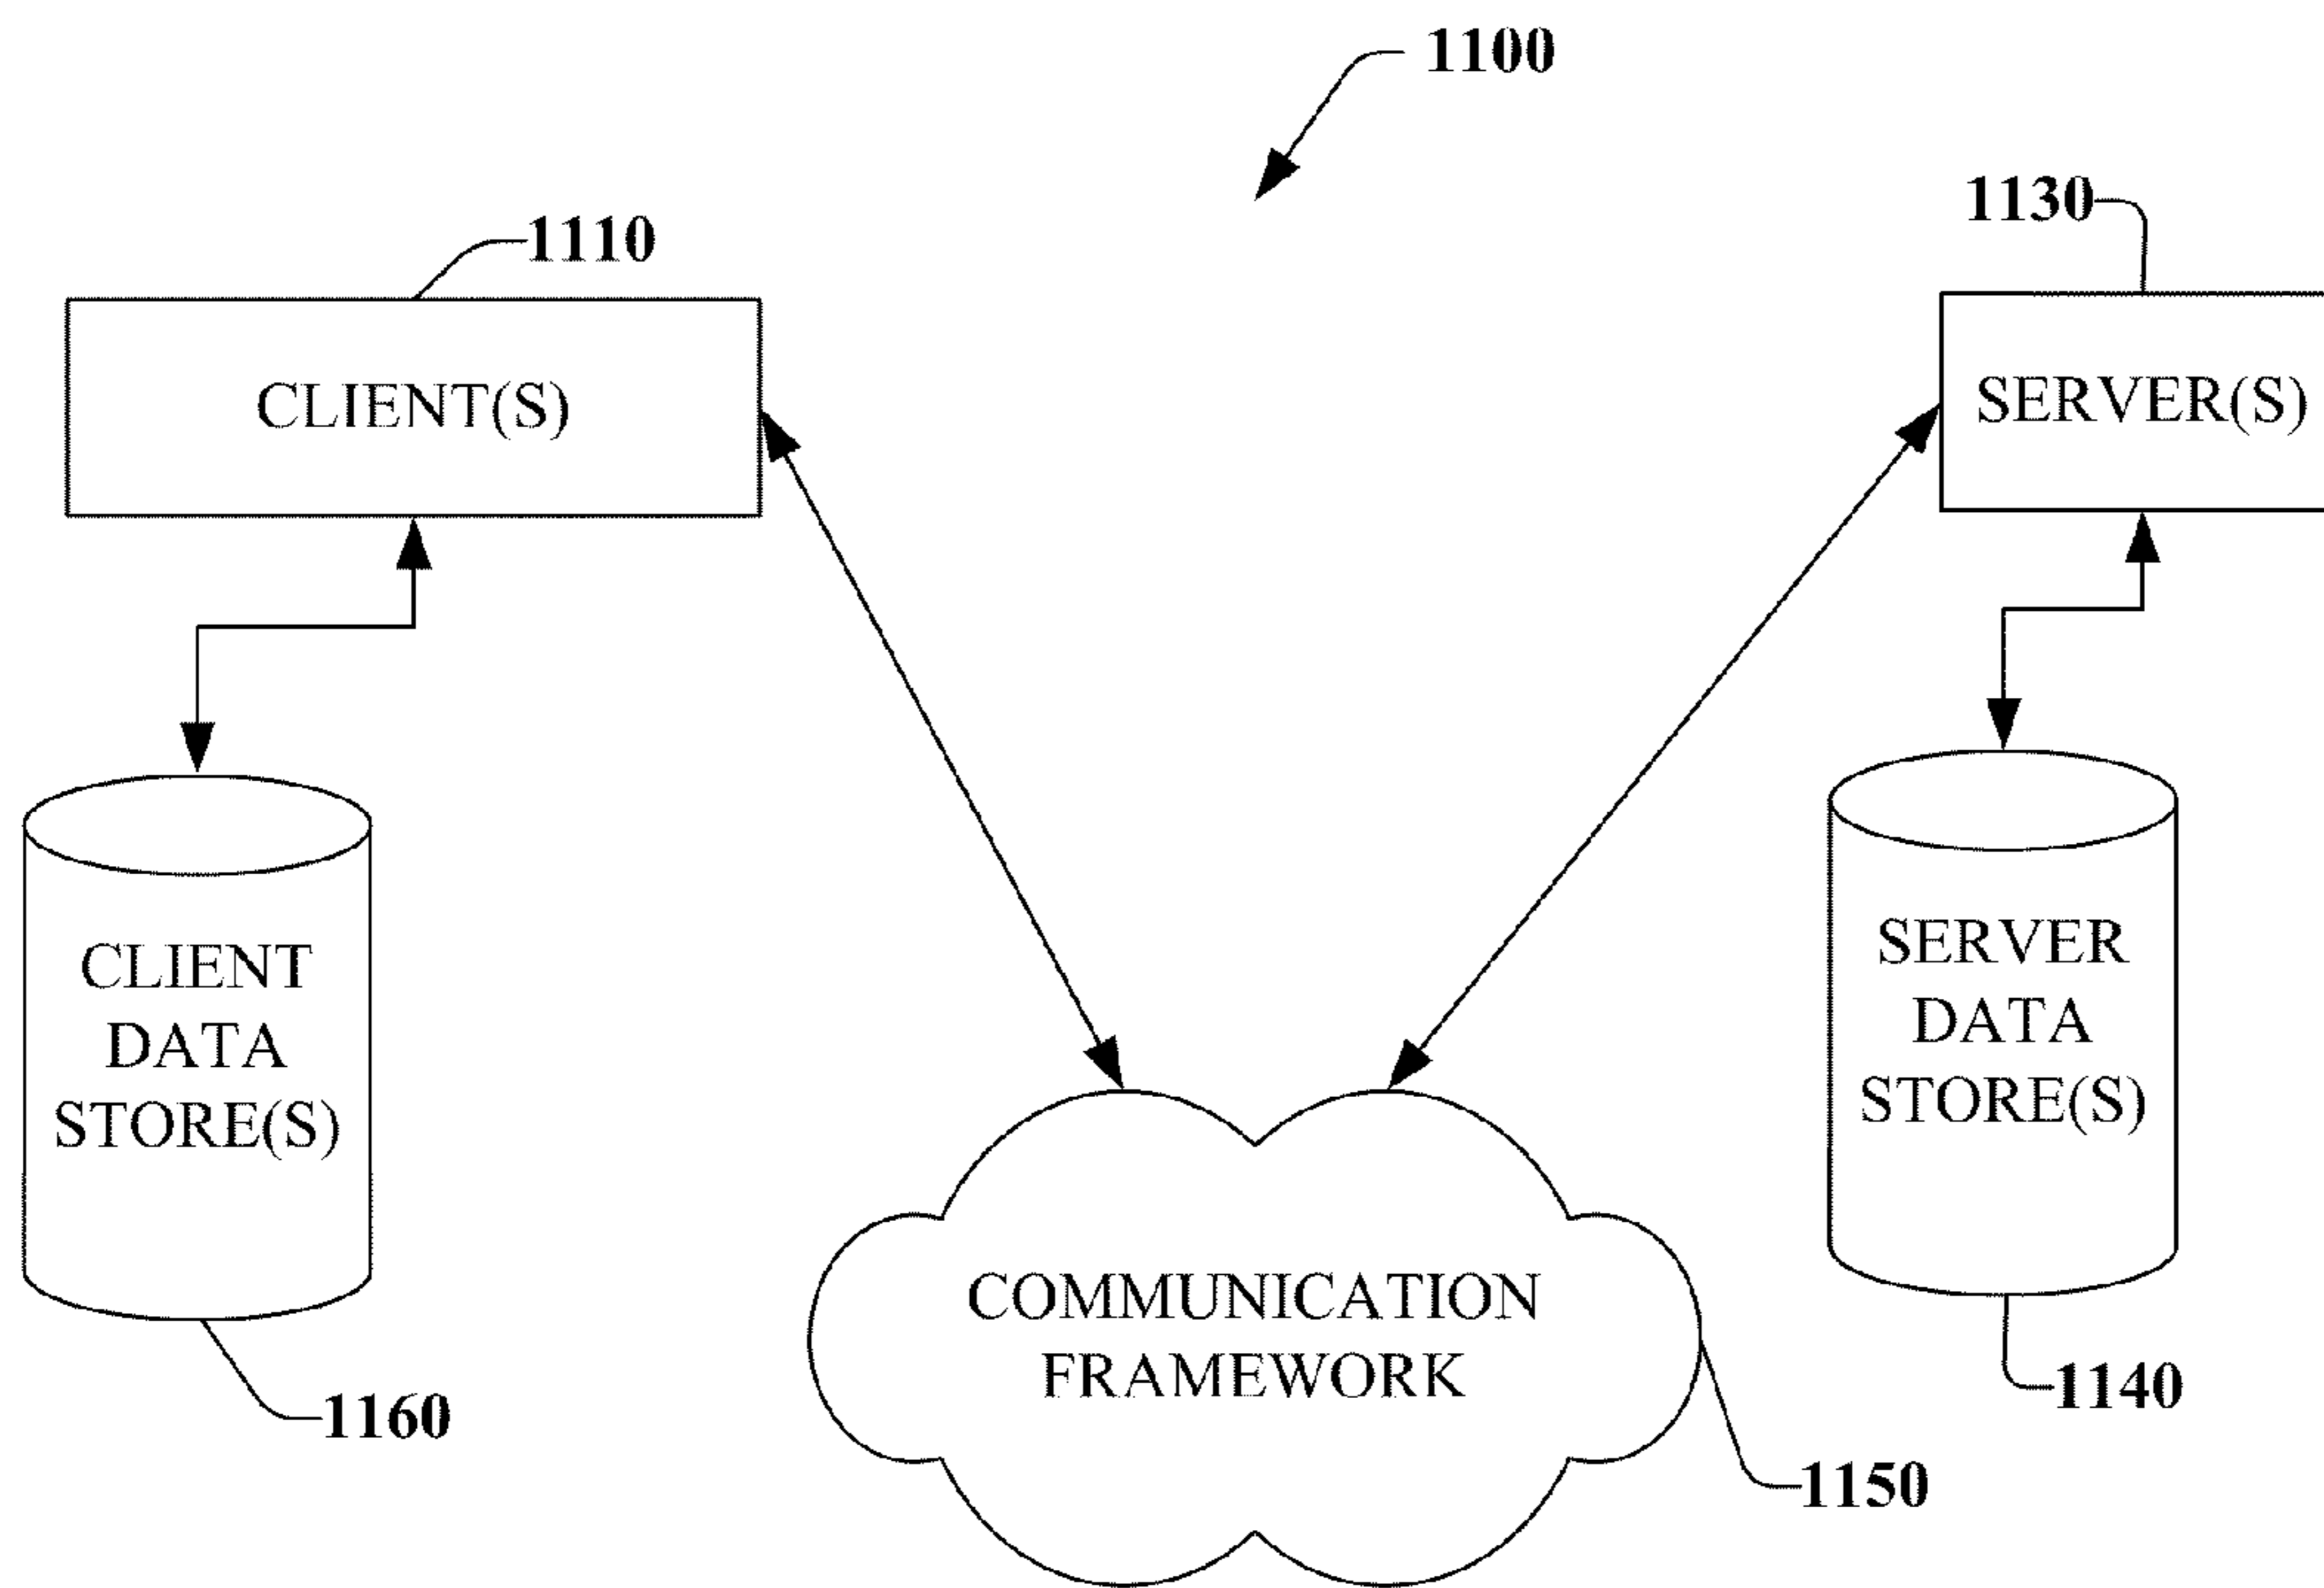 1100
1110
1130
CLIENT(S)
SERVER(S)
CLIENT
DATA
STORE(S)
SERVER
DATA
STORE(S)
COMMUNICATION
FRAMEWORK
1160
1140
1150